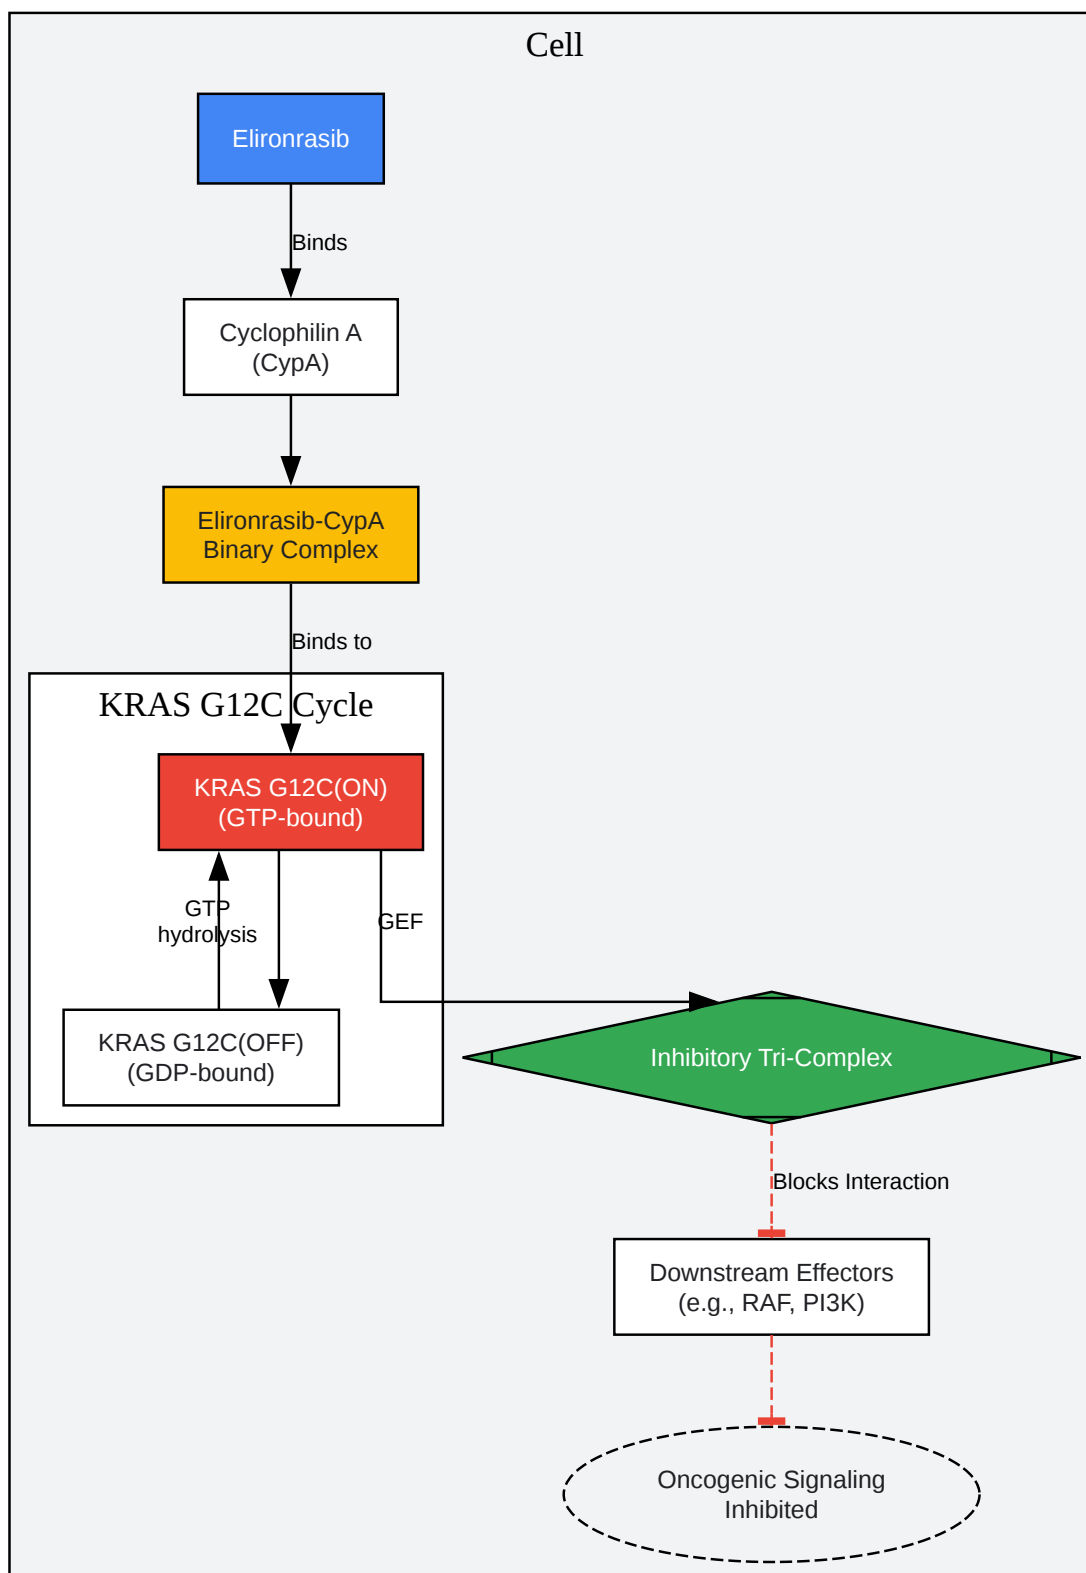 Cell
Elironrasib
Binds
Cyclophilin A
(CypA)
Elironrasib-CypA
Binary Complex
Binds to
KRAS G12C Cycle
KRAS G12C(ON)
(GTP-bound)
GTP
hydrolysis
GEF
KRAS G12C(OFF)
(GDP-bound)
Inhibitory Tri-Complex
Blocks Interaction
Downstream Effectors
(e.g., RAF, PI3K)
Oncogenic Signaling
Inhibited